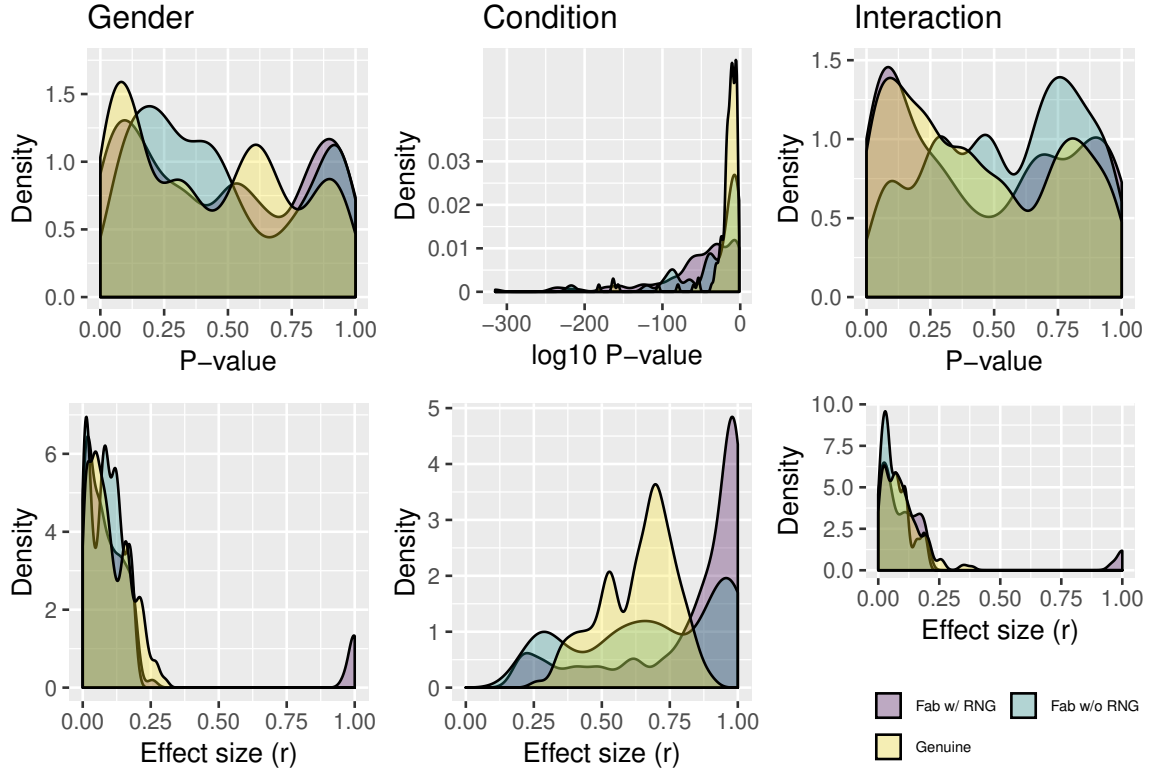 Gender
Condition
Interaction
Density
1.5
1.0
0.5
0.0
0.00 0.25 0.50 0.75 1.00
P−value
Density
0.03
0.02
0.01
0
−300 −200 −100 0
log10 P−value
Density
1.5
1.0
0.5
0.0
0.00 0.25 0.50 0.75 1.00
P−value
Density
6
4
2
0
0.00 0.25 0.50 0.75 1.00
Effect size (r)
Density
5
4
3
2
1
0
0.00 0.25 0.50 0.75 1.00
Effect size (r)
Density
10.0
7.5
5.0
2.5
0.0
0.00 0.25 0.50 0.75 1.00
Effect size (r)
Fab w/ RNG Fab w/o RNG
Genuine